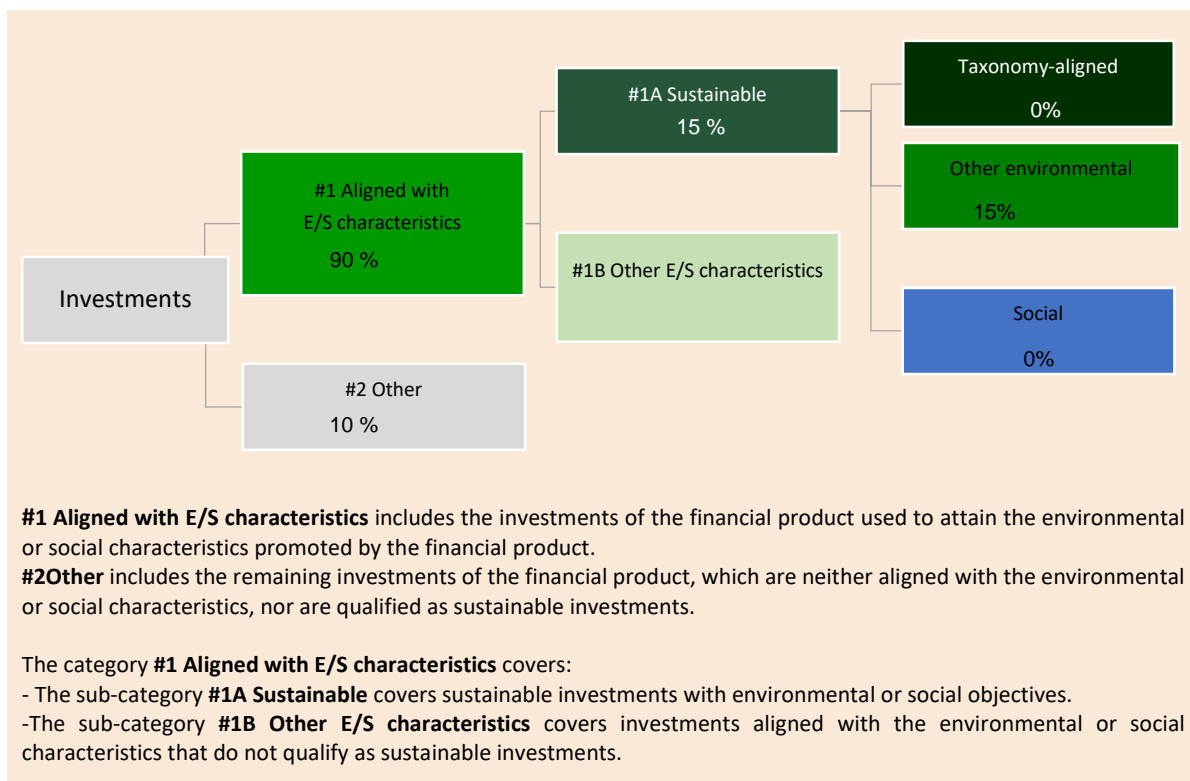 Investments
#1 Aligned with
E/S characteristics
90 %
#2 Other
10 %
#1A Sustainable
15 %
#1B Other E/S characteristics
Taxonomy-aligned
0%
Other environmental
15%
Social
0%
#1 Aligned with E/S characteristics includes the investments of the financial product used to attain the environmental
or social characteristics promoted by the financial product.
#2Other includes the remaining investments of the financial product, which are neither aligned with the environmental
or social characteristics, nor are qualified as sustainable investments.
The category #1 Aligned with E/S characteristics covers:
- The sub-category #1A Sustainable covers sustainable investments with environmental or social objectives.
-The sub-category #1B Other E/S characteristics covers investments aligned with the environmental or social
characteristics that do not qualify as sustainable investments.